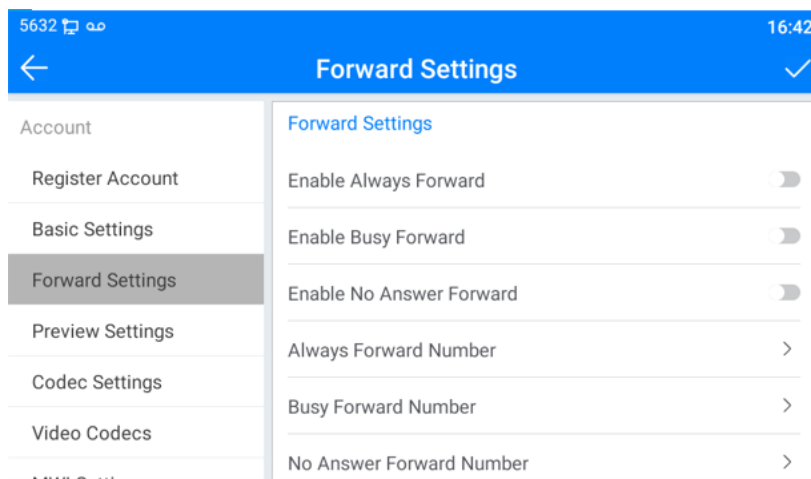 5632 16:42
Forward Settings
Account
Register Account
Basic Settings
Forward Settings
Preview Settings
Codec Settings
Video Codecs
Forward Settings
Enable Always Forward
Enable Busy Forward
Enable No Answer Forward
Always Forward Number
Busy Forward Number
No Answer Forward Number